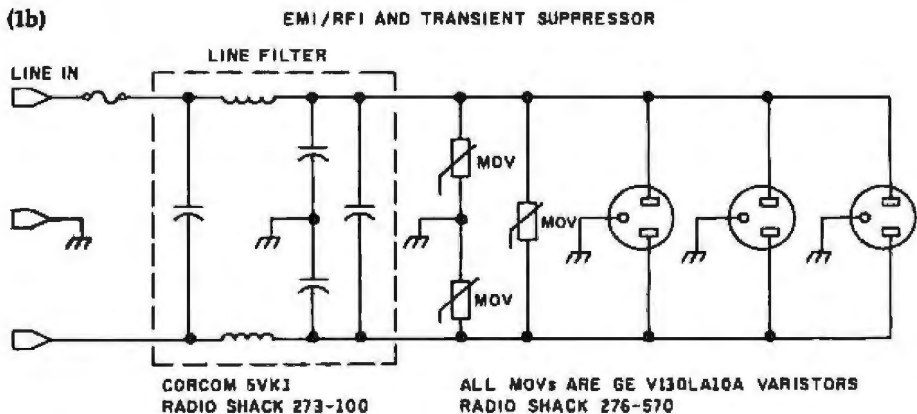 (1b)
EMI/RFI AND TRANSIENT SUPPRESSOR
LINE FILTER
LINE IN
MOV
MOV
MOV
CORCOM 5VK1
RADIO SHACK 273-100
ALL MOVs ARE GE V130LA10A VARISTORS
RADIO SHACK 276-570